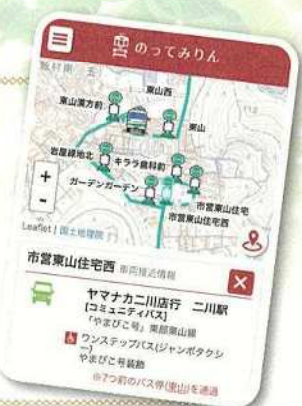 のってみりん
東山西
東山漢方前
東山
岩屋緑地北
キララ歯科前
ガーデンガーデン
市営東山住宅
市営東山住宅西
+
-
Leaflet | 国土地理院
市営東山住宅西 車両接近情報
ヤマナカ二川店行 二川駅
[コミュニティバス]
「やまびこ号」東部東山線
ワンステップバス(ジャンボタクシ
ー)
やまびこ号装飾
※7つ前のバス停(東山)を通過